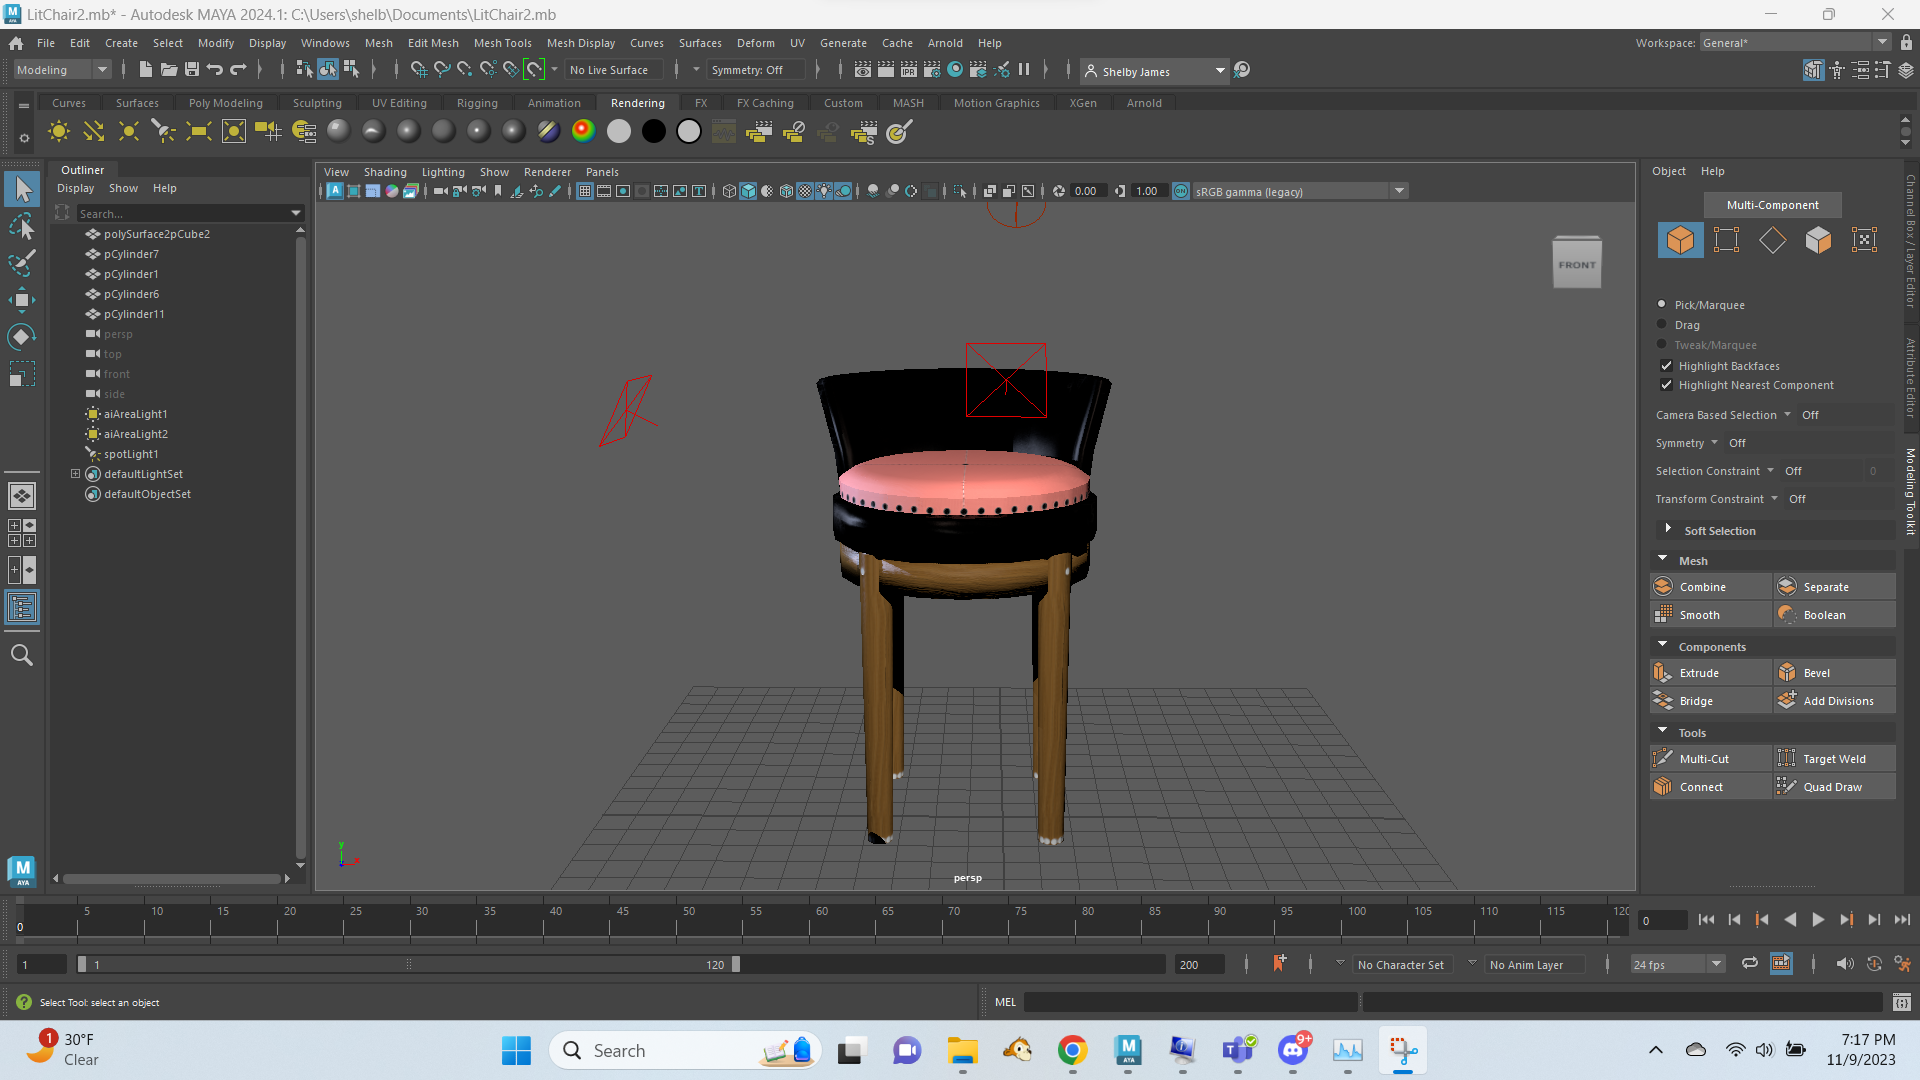 LitChair2.mb* - Autodesk MAYA 2024.1: C:\Users\shelb\Documents\LitChair2.mb
File Edit Create Select Modify Display Windows Mesh Edit Mesh Mesh Tools Mesh Display Curves Surfaces Deform UV Generate Cache Arnold Help Workspace: General*
Modeling No Live Surface Symmetry: Off Shelby James
Curves Surfaces Poly Modeling Sculpting UV Editing Rigging Animation Rendering FX FX Caching Custom MASH Motion Graphics XGen Arnold
Outliner
Display Show Help
Search...
polySurface2pCube2
pCylinder7
pCylinder1
pCylinder6
pCylinder11
persp
top
front
side
aiAreaLight1
aiAreaLight2
spotLight1
defaultLightSet
defaultObjectSet
View Shading Lighting Show Renderer Panels
0.00 1.00 ON sRGB gamma (legacy)
FRONT
y
x
persp
Object Help
Multi-Component
Pick/Marquee
Drag
Tweak/Marquee
Highlight Backfaces
Highlight Nearest Component
Camera Based Selection Off
Symmetry Off
Selection Constraint Off 0
Transform Constraint Off
Soft Selection
Mesh
Combine Separate
Smooth Boolean
Components
Extrude Bevel
Bridge Add Divisions
Tools
Multi-Cut Target Weld
Connect Quad Draw
Channel Box / Layer Editor
Attribute Editor
Modeling Toolkit
M
AYA
5 10 15 20 25 30 35 40 45 50 55 60 65 70 75 80 85 90 95 100 105 110 115 120
0
0
1 1 120 200 No Character Set No Anim Layer 24 fps
Select Tool: select an object MEL
1 30°F
Clear
Search
9+
7:17 PM
11/9/2023